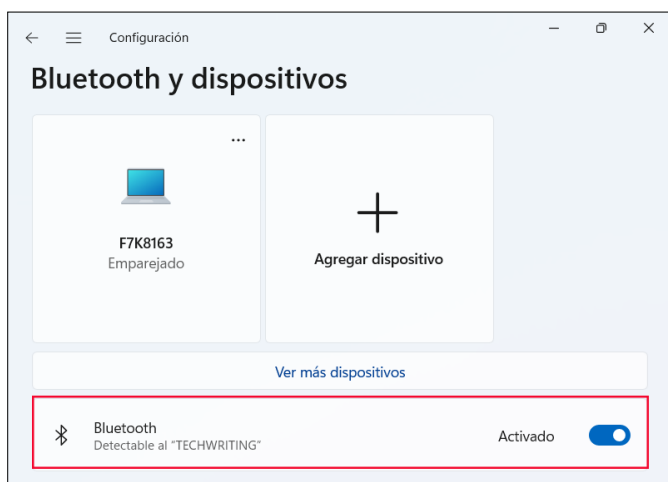 Configuración
Bluetooth y dispositivos
F7K8163
Emparejado
Agregar dispositivo
Ver más dispositivos
Bluetooth
Detectable al "TECHWRITING"
Activado